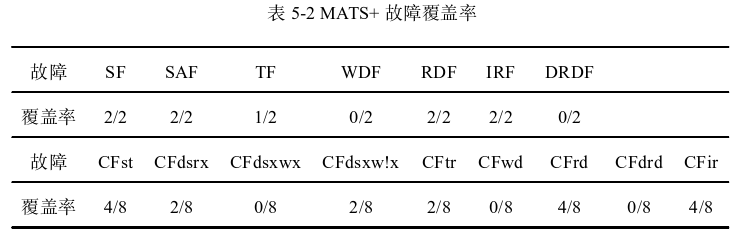 表 5-2 MATS+ 故障覆盖率
故障 SF SAF TF WDF RDF IRF DRDF
覆盖率 2/2 2/2 1/2 0/2 2/2 2/2 0/2
故障 CFst CFdsrx CFdsxwx CFdsxw!x CFtr CFwd CFrd CFdrd CFir
覆盖率 4/8 2/8 0/8 2/8 2/8 0/8 4/8 0/8 4/8